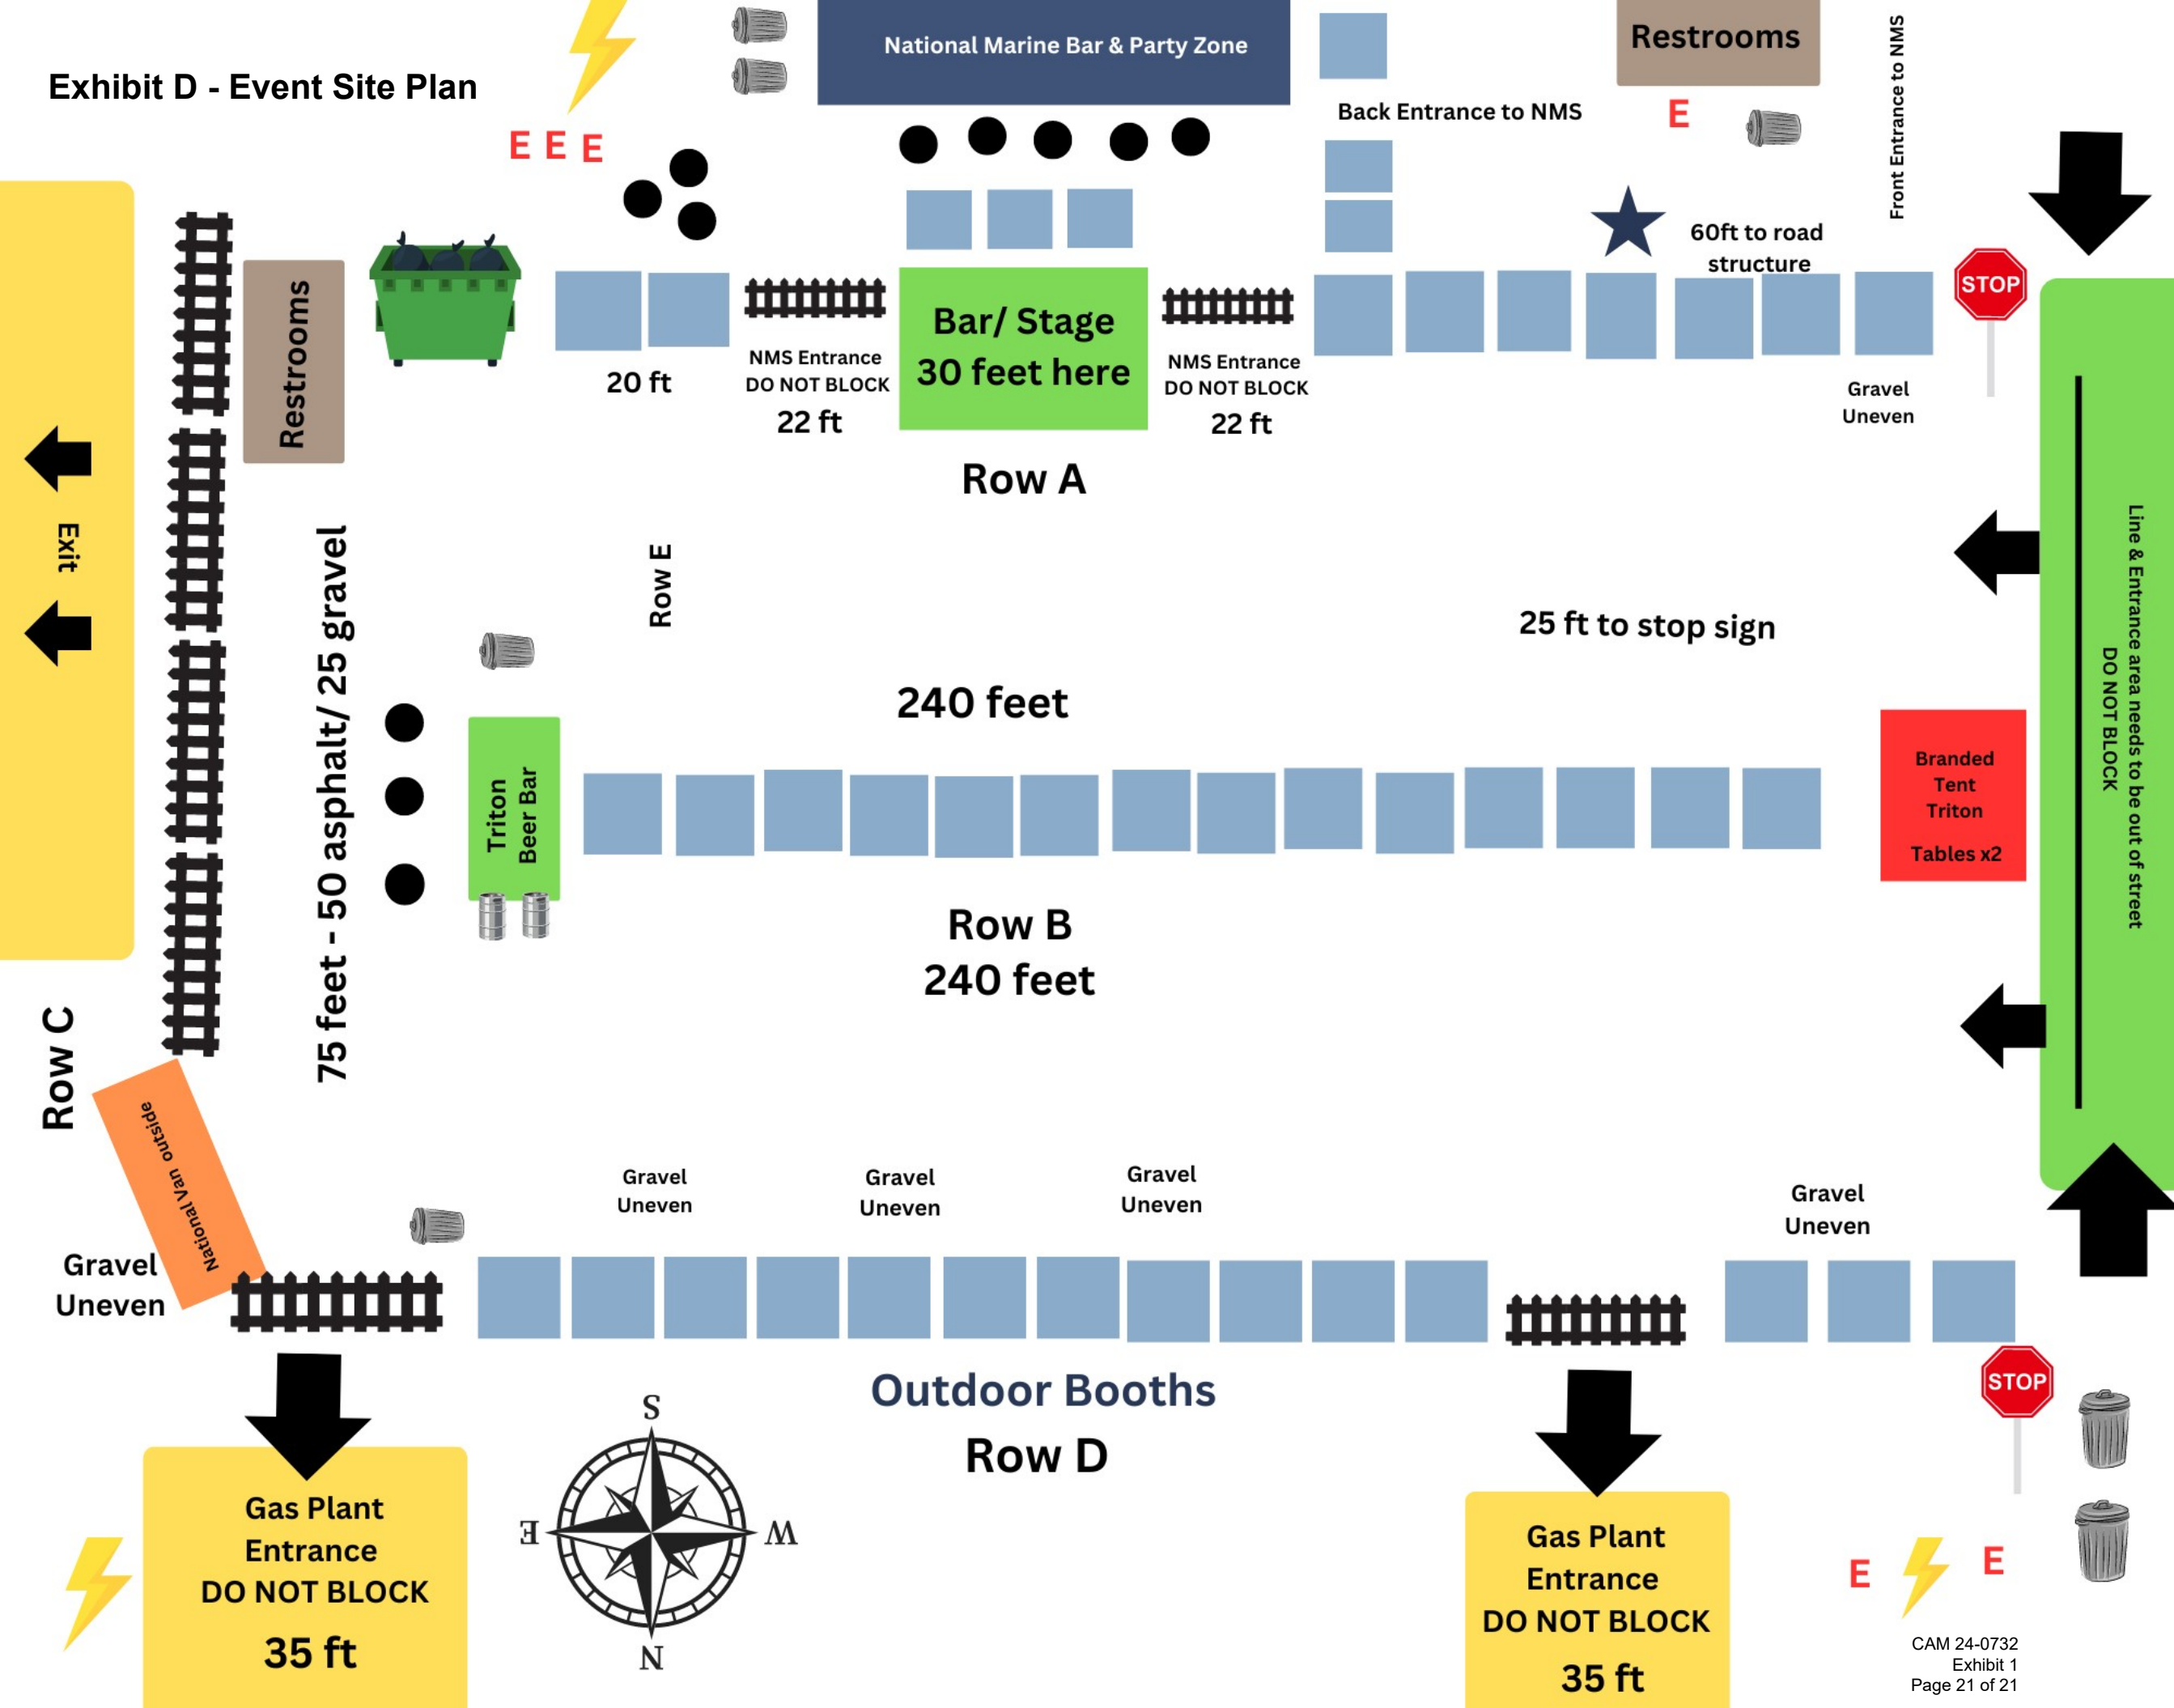 National Marine Bar & Party Zone
Restrooms
Front Entrance to NMS
Exhibit D - Event Site Plan
Back Entrance to NMS
E
E E E
60ft to road
structure
STOP
Restrooms
20 ft
NMS Entrance
DO NOT BLOCK
22 ft
Bar/ Stage
30 feet here
NMS Entrance
DO NOT BLOCK
22 ft
Gravel
Uneven
Row A
Exit
75 feet - 50 asphalt/ 25 gravel
Row E
25 ft to stop sign
Line & Entrance area needs to be out of street
DO NOT BLOCK
240 feet
Triton
Beer Bar
Branded
Tent
Triton
Tables x2
Row B
240 feet
Row C
National Van outside
Gravel
Uneven
Gravel
Uneven
Gravel
Uneven
Gravel
Uneven
Gravel
Uneven
Outdoor Booths
Row D
STOP
S
E
W
N
Gas Plant
Entrance
DO NOT BLOCK
35 ft
Gas Plant
Entrance
DO NOT BLOCK
35 ft
E
E
CAM 24-0732
Exhibit 1
Page 21 of 21